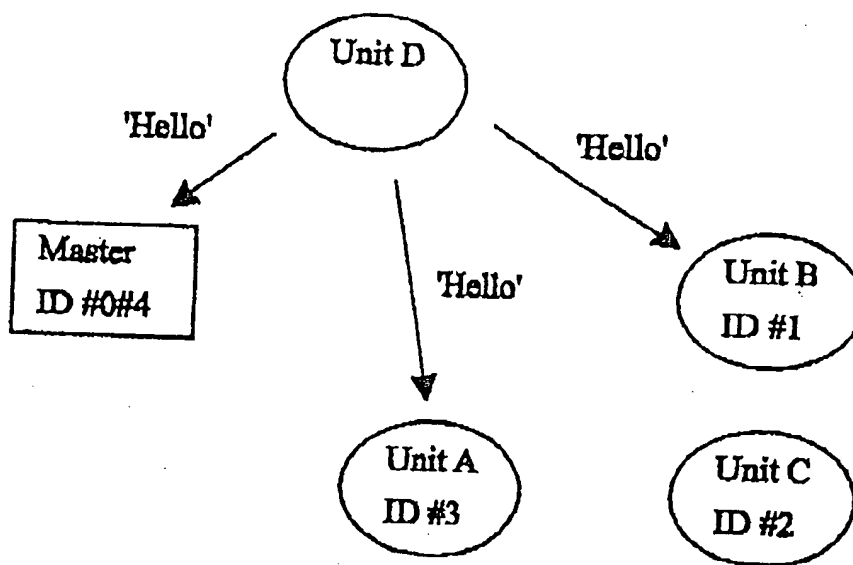 Unit D
'Hello'
'Hello'
Master
ID #0#4
'Hello'
Unit B
ID #1
Unit A
ID #3
Unit C
ID #2